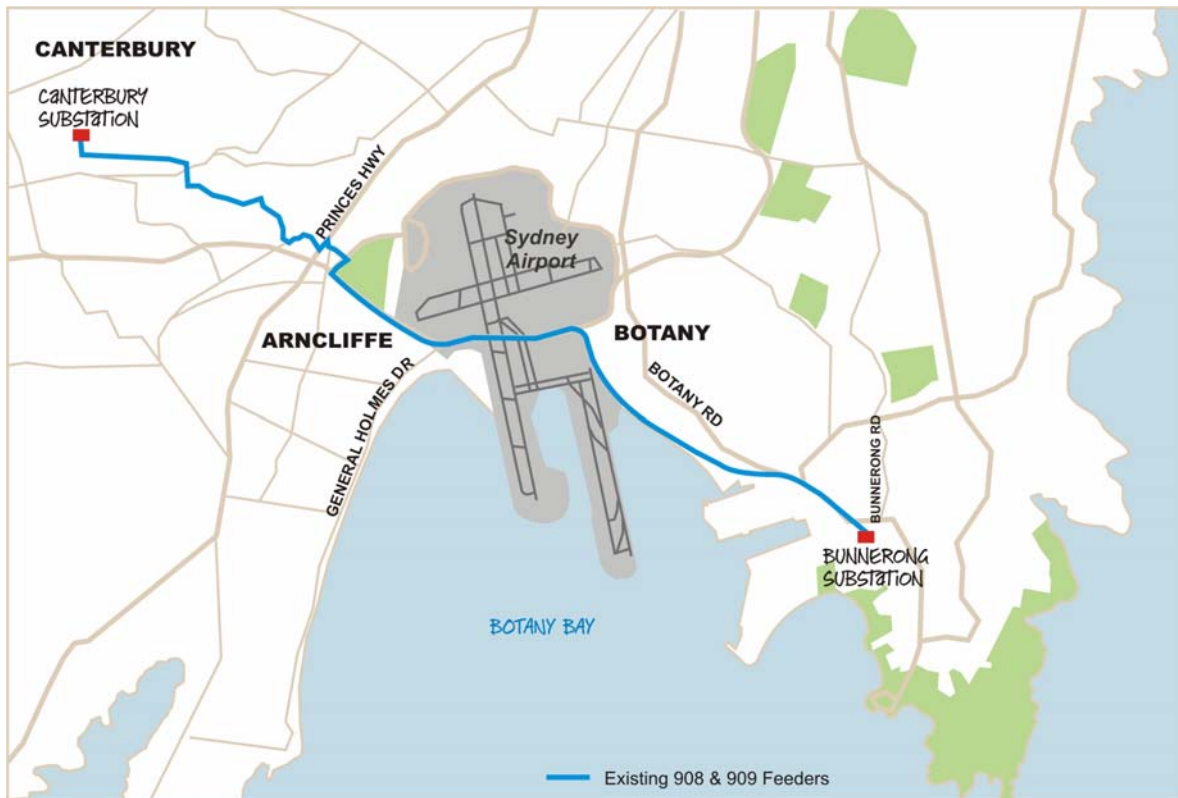 CANTERBURY
CaNTERBURY
SUBSTaTION
PRINCES HWY
Sydney
Airport
ARNCLIFFE
BOTANY
GENERAL HOLMES DR
BOTANY RD
BUNNERONG RD
BUNNERONG
SUBSTaTION
BOTANY BAY
Existing 908 & 909 Feeders